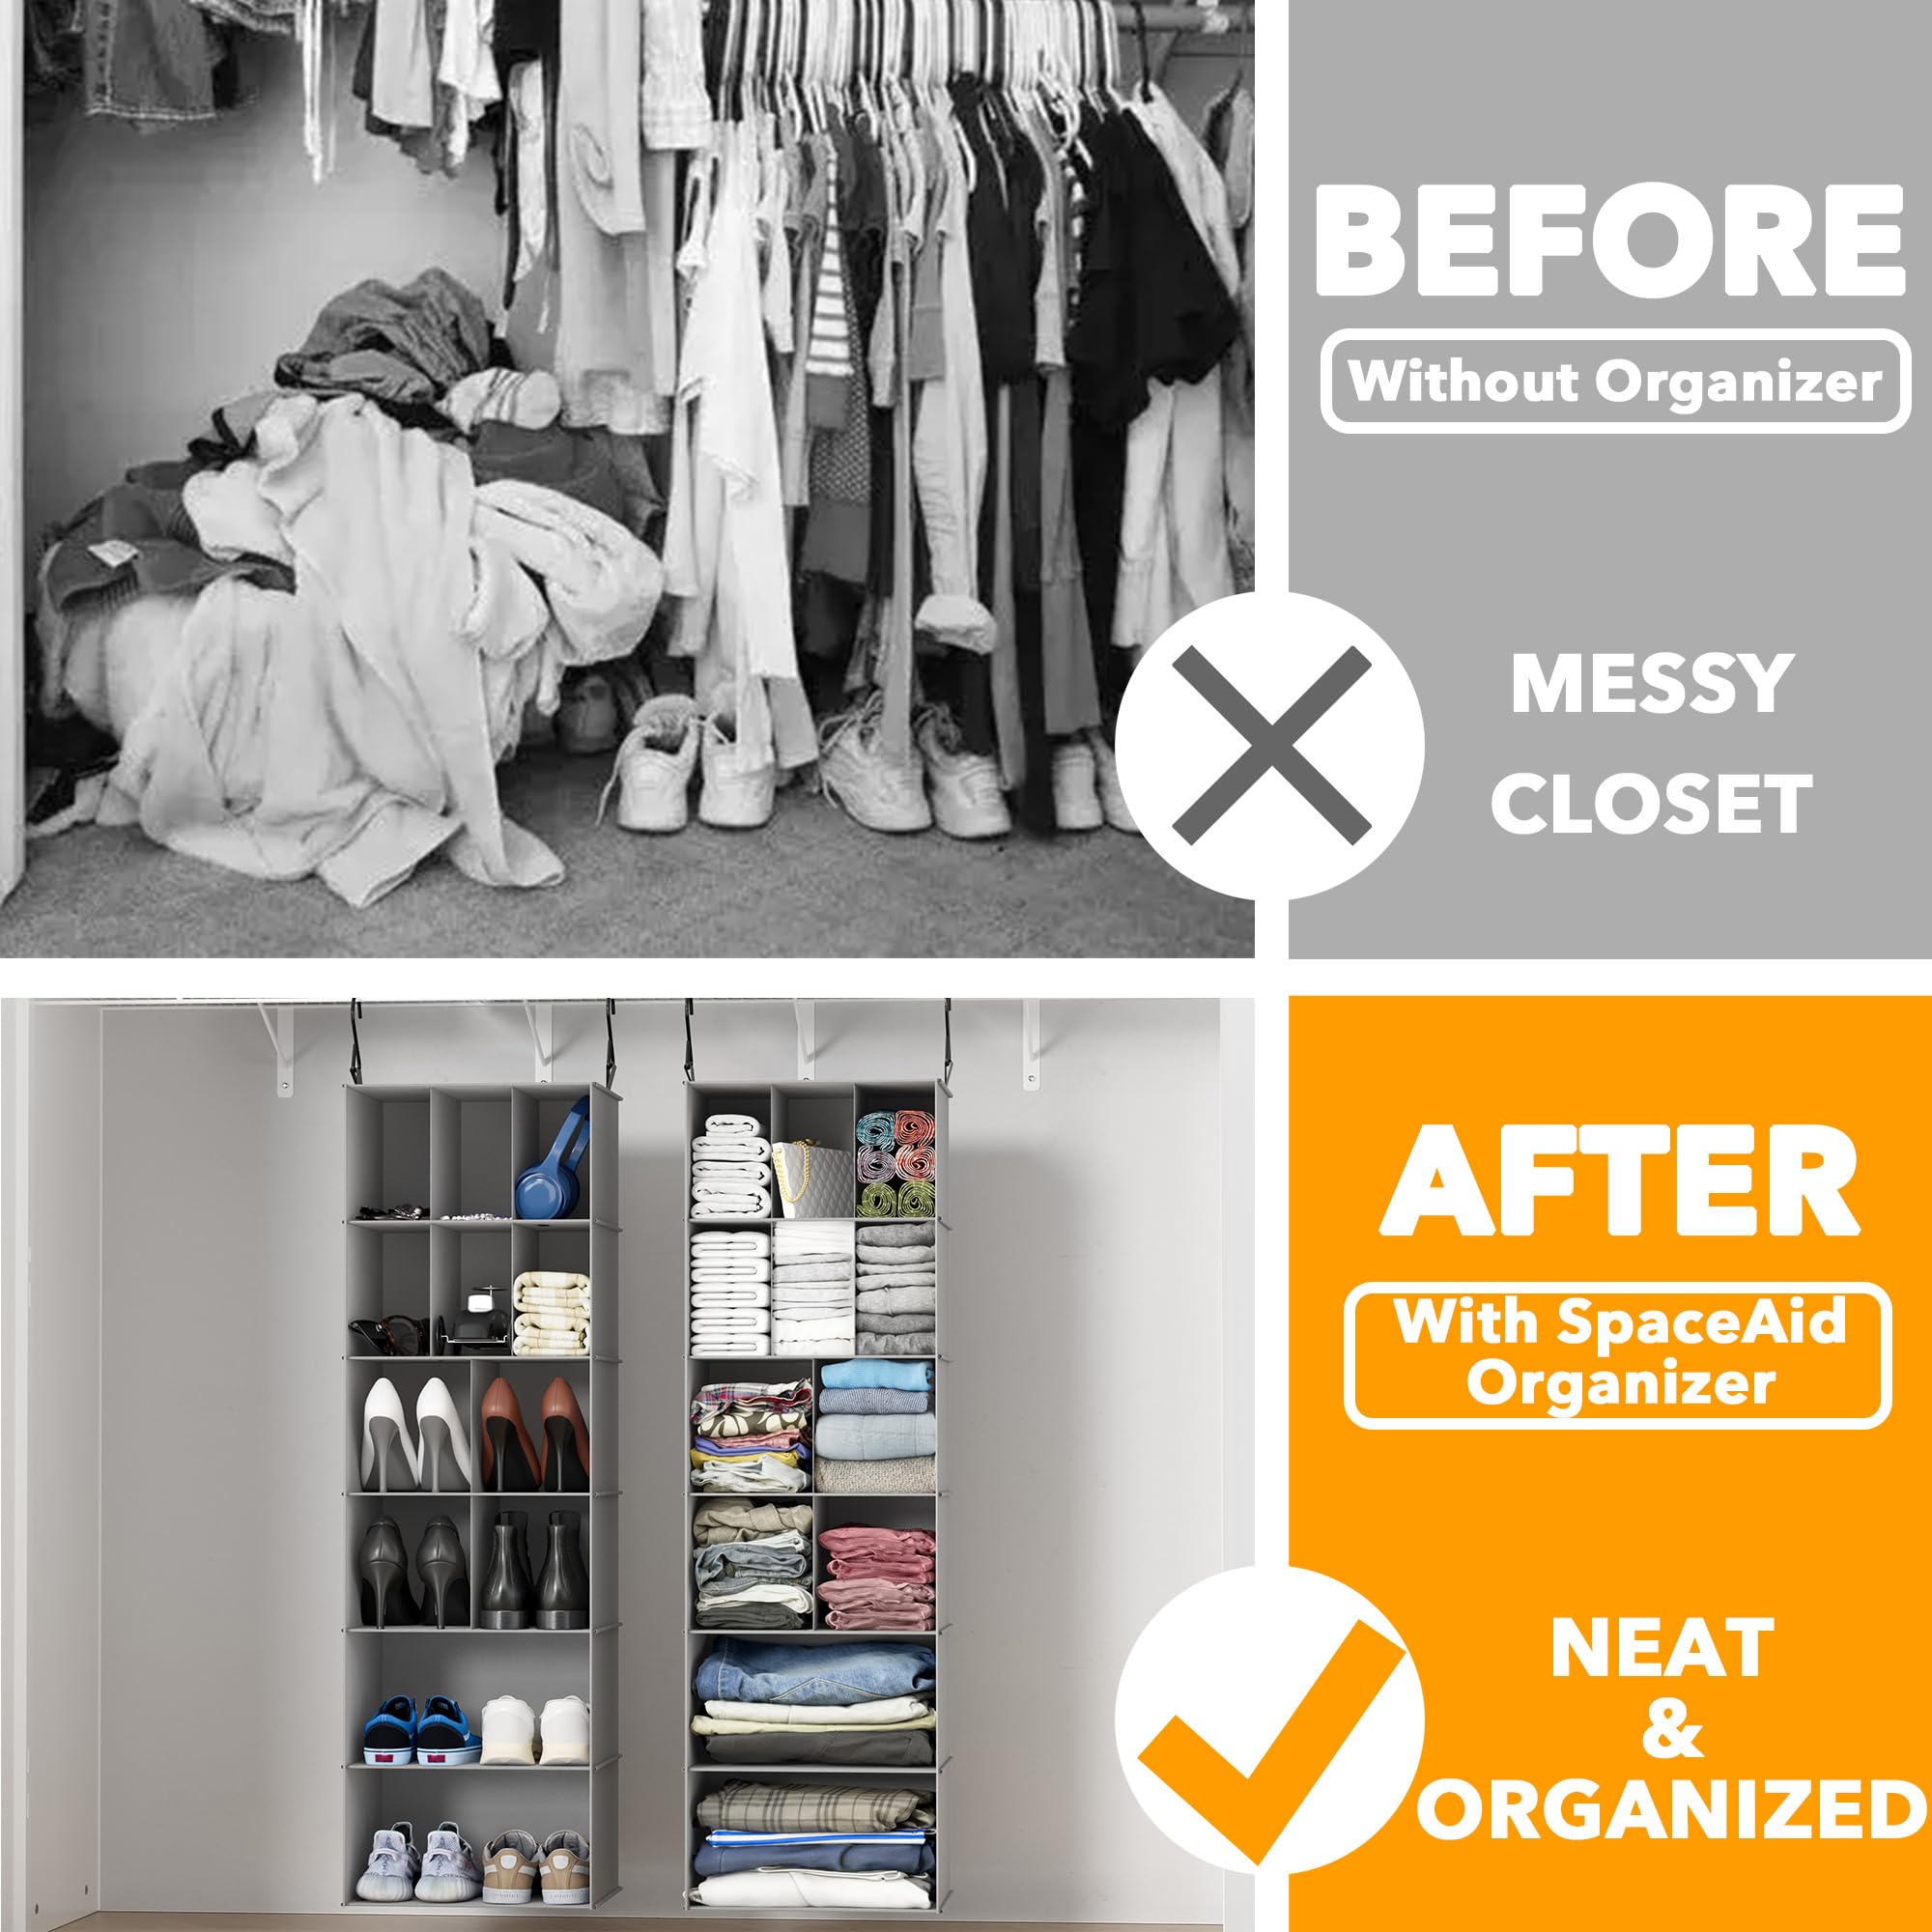 BEFORE
Without Organizer
MESSY
CLOSET
AFTER
With SpaceAid
Organizer
NEAT
&
ORGANIZED